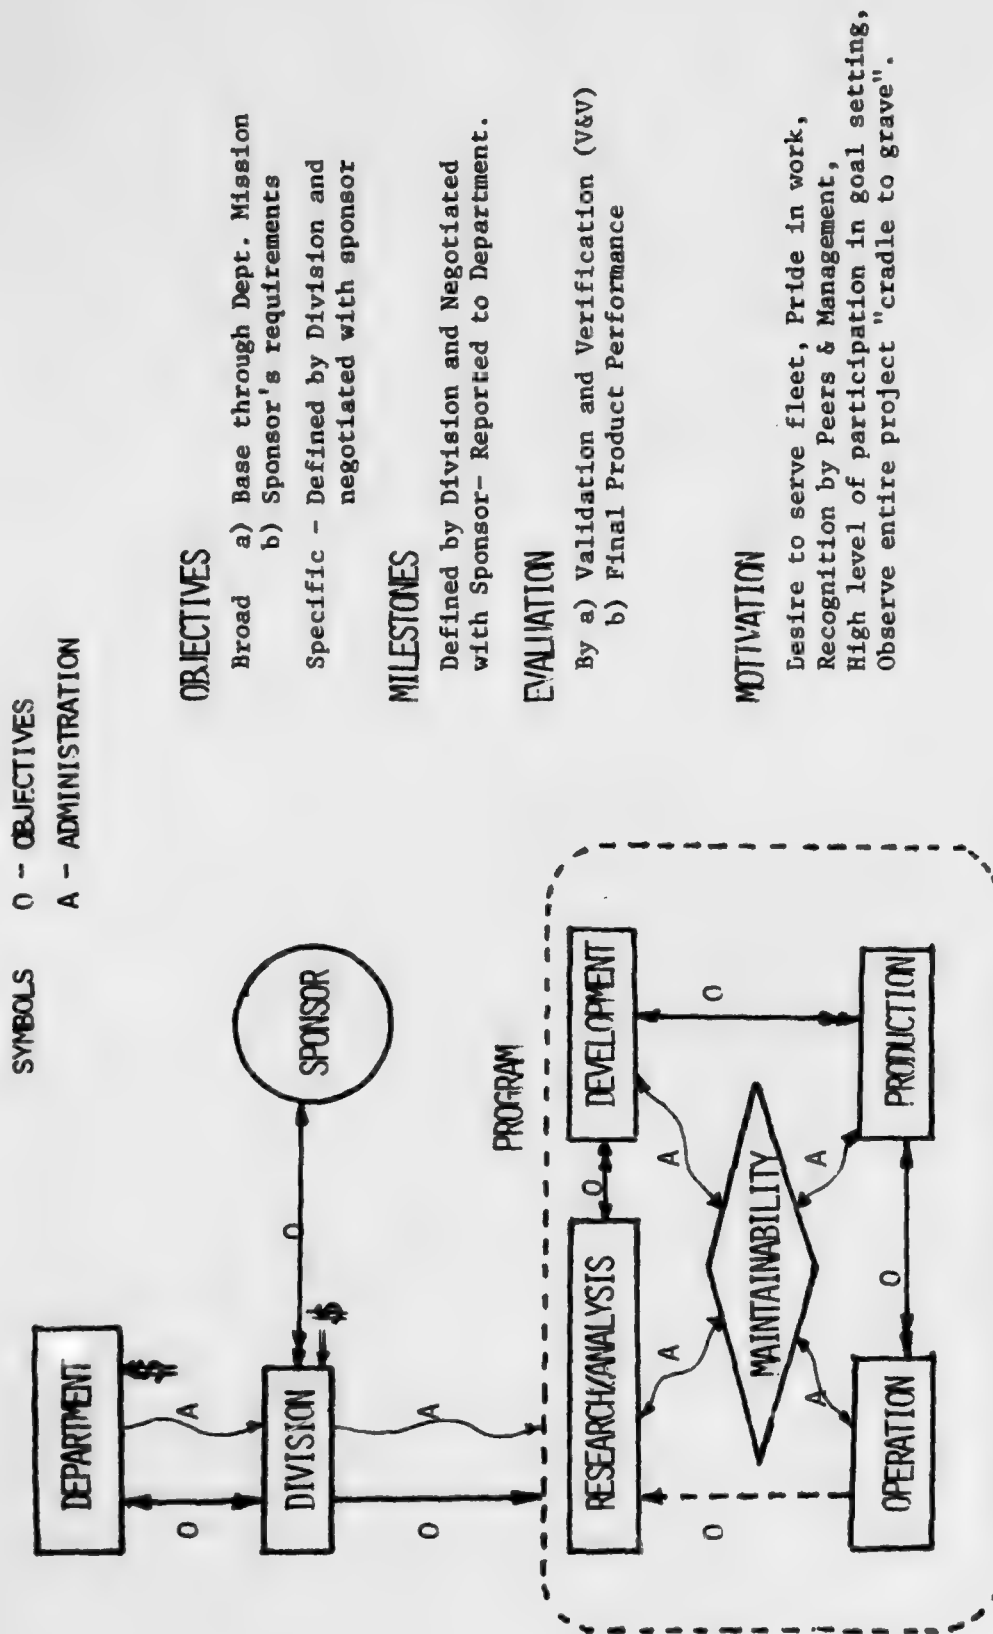 SYMBOLS O - OBJECTIVES
A - ADMINISTRATION
DEPARTMENT
$$
O
A
DIVISION
$
O
SPONSOR
O
A
PROGRAM
RESEARCH/ANALYSIS
O
DEVELOPMENT
A
A
O
MAINTAINABILITY
O
A
A
OPERATION
O
PRODUCTION
OBJECTIVES
Broad a) Base through Dept. Mission
b) Sponsor's requirements
Specific - Defined by Division and
negotiated with sponsor
MILESTONES
Defined by Division and Negotiated
with Sponsor- Reported to Department.
EVALUATION
By a) Validation and Verification (V&V)
b) Final Product Performance
MOTIVATION
Desire to serve fleet, Pride in work,
Recognition by Peers & Management,
High level of participation in goal setting,
Observe entire project "cradle to grave".